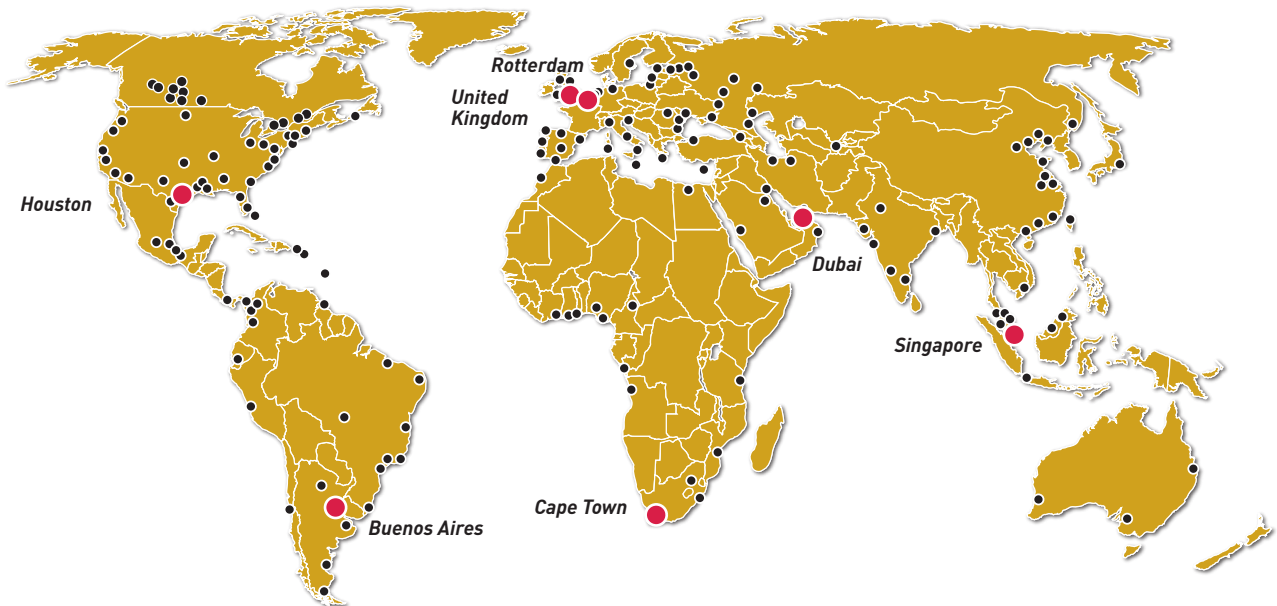 Rotterdam
United
Kingdom
Houston
Dubai
Singapore
Cape Town
Buenos Aires